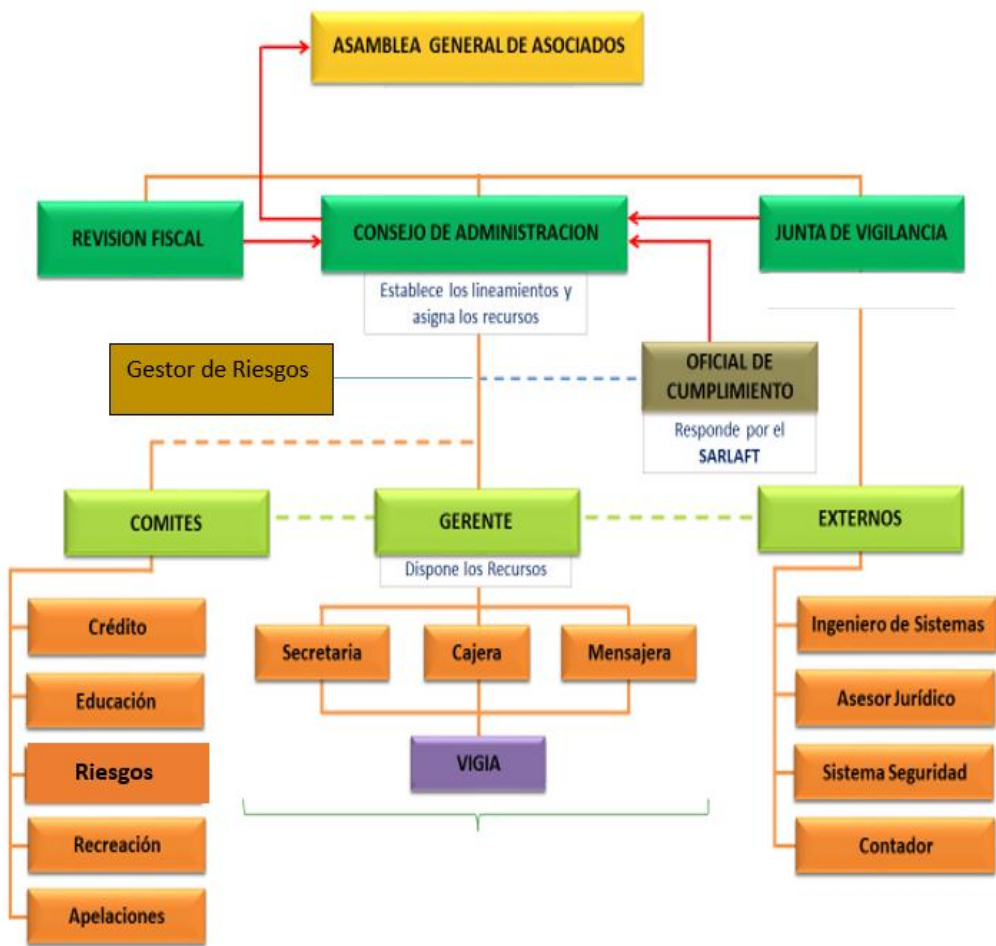 ASAMBLEA GENERAL DE ASOCIADOS
REVISION FISCAL
CONSEJO DE ADMINISTRACION
JUNTA DE VIGILANCIA
Establece los lineamientos y
asigna los recursos
Gestor de Riesgos
OFICIAL DE
CUMPLIMIENTO
Responde por el
SARLAFT
COMITES
GERENTE
EXTERNOS
Dispone los Recursos
Crédito
Educación
Riesgos
Recreación
Apelaciones
Secretaria
Cajera
Mensajera
VIGIA
Ingeniero de Sistemas
Asesor Jurídico
Sistema Seguridad
Contador